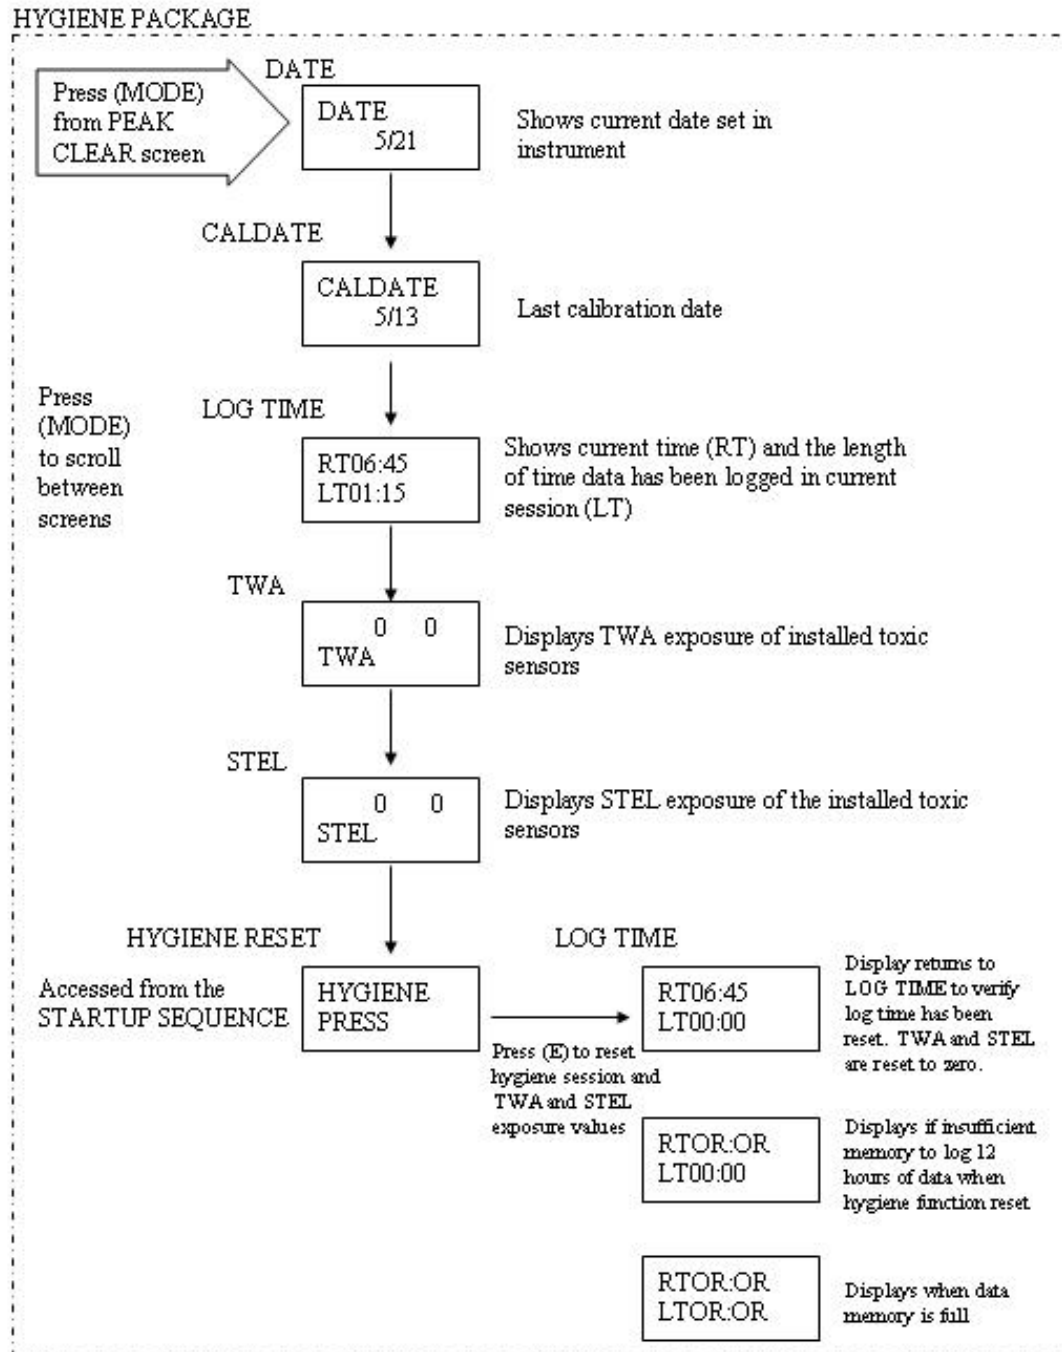 HYGIENE PACKAGE
DATE
Press (MODE)
from PEAK
CLEAR screen
DATE
5/21
Shows current date set in
instrument
CALDATE
CALDATE
5/13
Last calibration date
Press
(MODE)
to scroll
between
screens
LOG TIME
RT06:45
LT01:15
Shows current time (RT) and the length
of time data has been logged in current
session (LT)
TWA
0 0
TWA
Displays TWA exposure of installed toxic
sensors
STEL
0 0
STEL
Displays STEL exposure of the installed toxic
sensors
HYGIENE RESET
Accessed from the
STARTUP SEQUENCE
HYGIENE
PRESS
Press (E) to reset
hygiene session and
TWA and STEL
exposure values
LOG TIME
RT06:45
LT00:00
Display returns to
LOG TIME to verify
log time has been
reset. TWA and STEL
are reset to zero.
RTOR:OR
LT00:00
Displays if insufficient
memory to log 12
hours of data when
hygiene function reset
RTOR:OR
LTOR:OR
Displays when data
memory is full